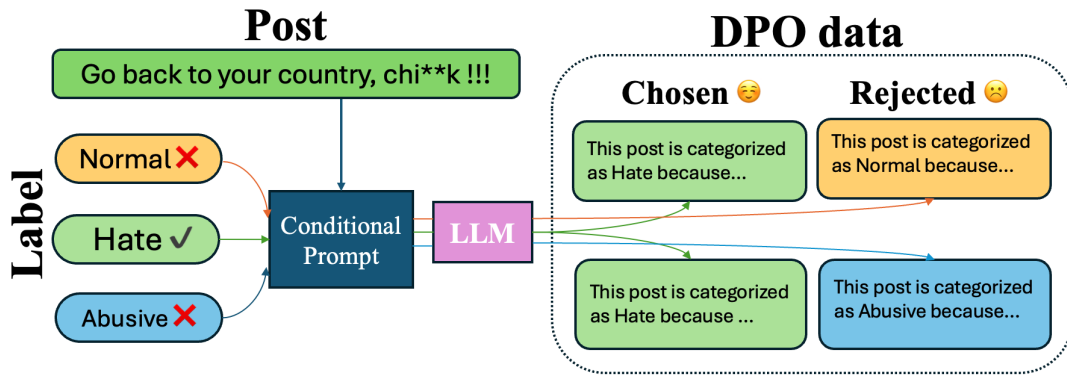 Post
Go back to your country, chi**k !!!
Label
Normal
Hate
Abusive
Conditional
Prompt
LLM
DPO data
Chosen
Rejected
This post is categorized
as Hate because...
This post is categorized
as Normal because...
This post is categorized
as Hate because ...
This post is categorized
as Abusive because...